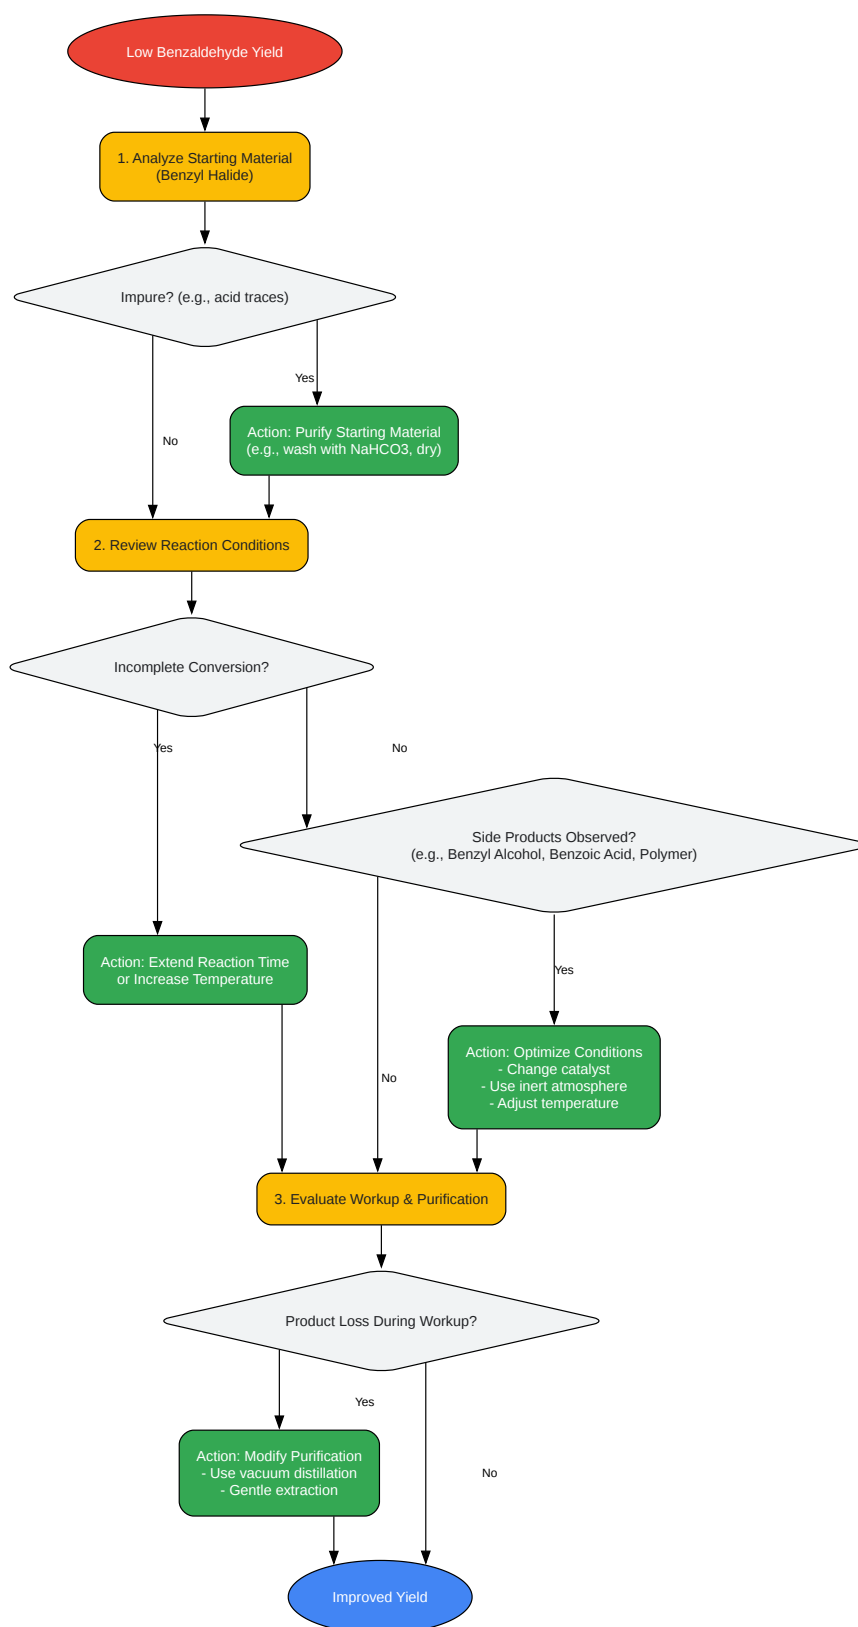 Low Benzaldehyde Yield
1. Analyze Starting Material
(Benzyl Halide)
Impure? (e.g., acid traces)
Yes
No
Action: Purify Starting Material
(e.g., wash with NaHCO3, dry)
2. Review Reaction Conditions
Incomplete Conversion?
Yes
No
Side Products Observed?
(e.g., Benzyl Alcohol, Benzoic Acid, Polymer)
Action: Extend Reaction Time
or Increase Temperature
Yes
Action: Optimize Conditions
- Change catalyst
- Use inert atmosphere
- Adjust temperature
No
3. Evaluate Workup & Purification
Product Loss During Workup?
Yes
Action: Modify Purification
- Use vacuum distillation
- Gentle extraction
No
Improved Yield